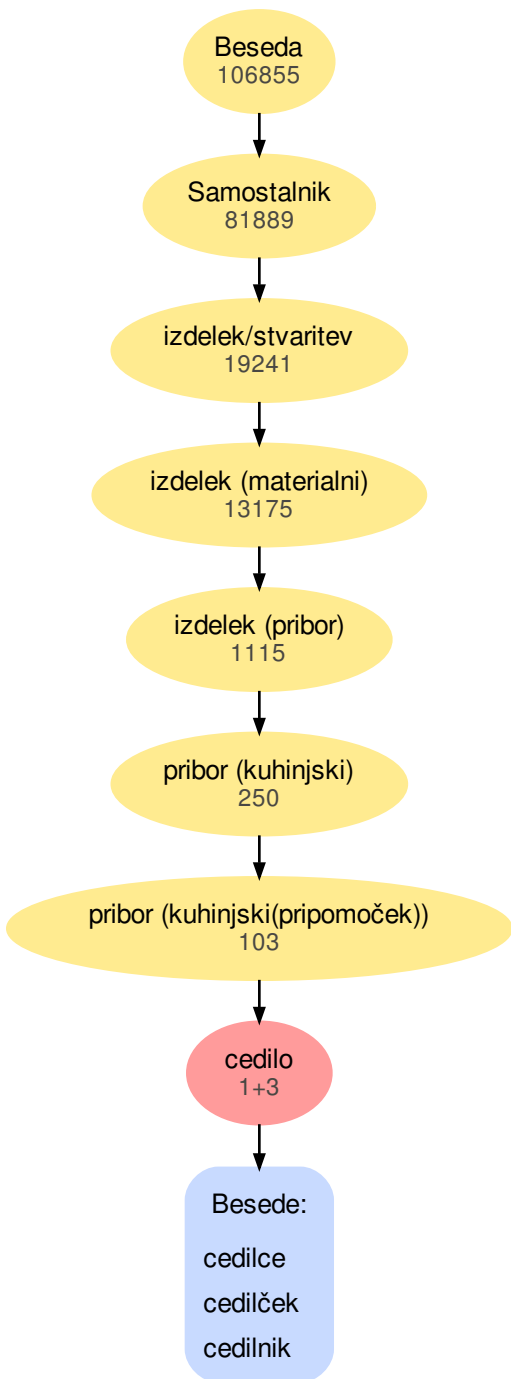 Beseda
106855
Samostalnik
81889
izdelek/stvaritev
19241
izdelek (materialni)
13175
izdelek (pribor)
1115
pribor (kuhinjski)
250
pribor (kuhinjski(pripomoček))
103
cedilo
1+3
Besede:
cedilce
cedilček
cedilnik